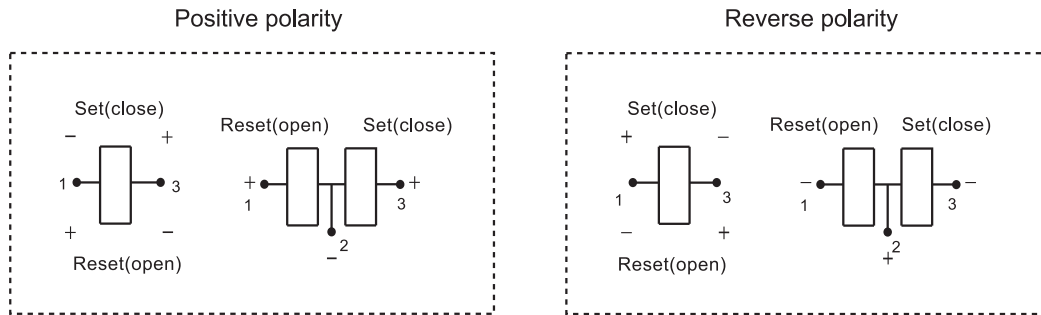 Positive polarity
Reverse polarity
Set(close)
− +
1 3
+ −
Reset(open)
Reset(open) Set(close)
+ +
1 3
2
−
Set(close)
+ −
1 3
− +
Reset(open)
Reset(open) Set(close)
− −
1 3
2
+